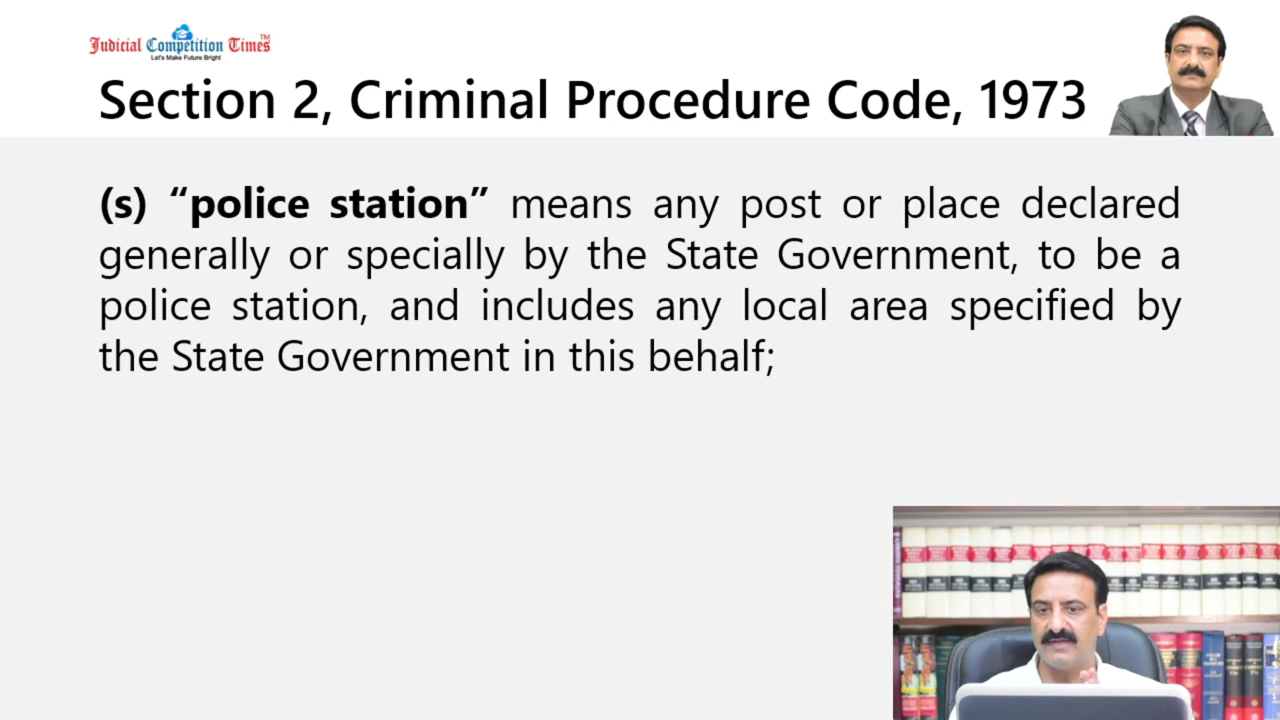 Judicial Competition Times TM
Let's Make Future Bright
Section 2, Criminal Procedure Code, 1973
(s) “police station” means any post or place declared
generally or specially by the State Government, to be a
police station, and includes any local area specified by
the State Government in this behalf;